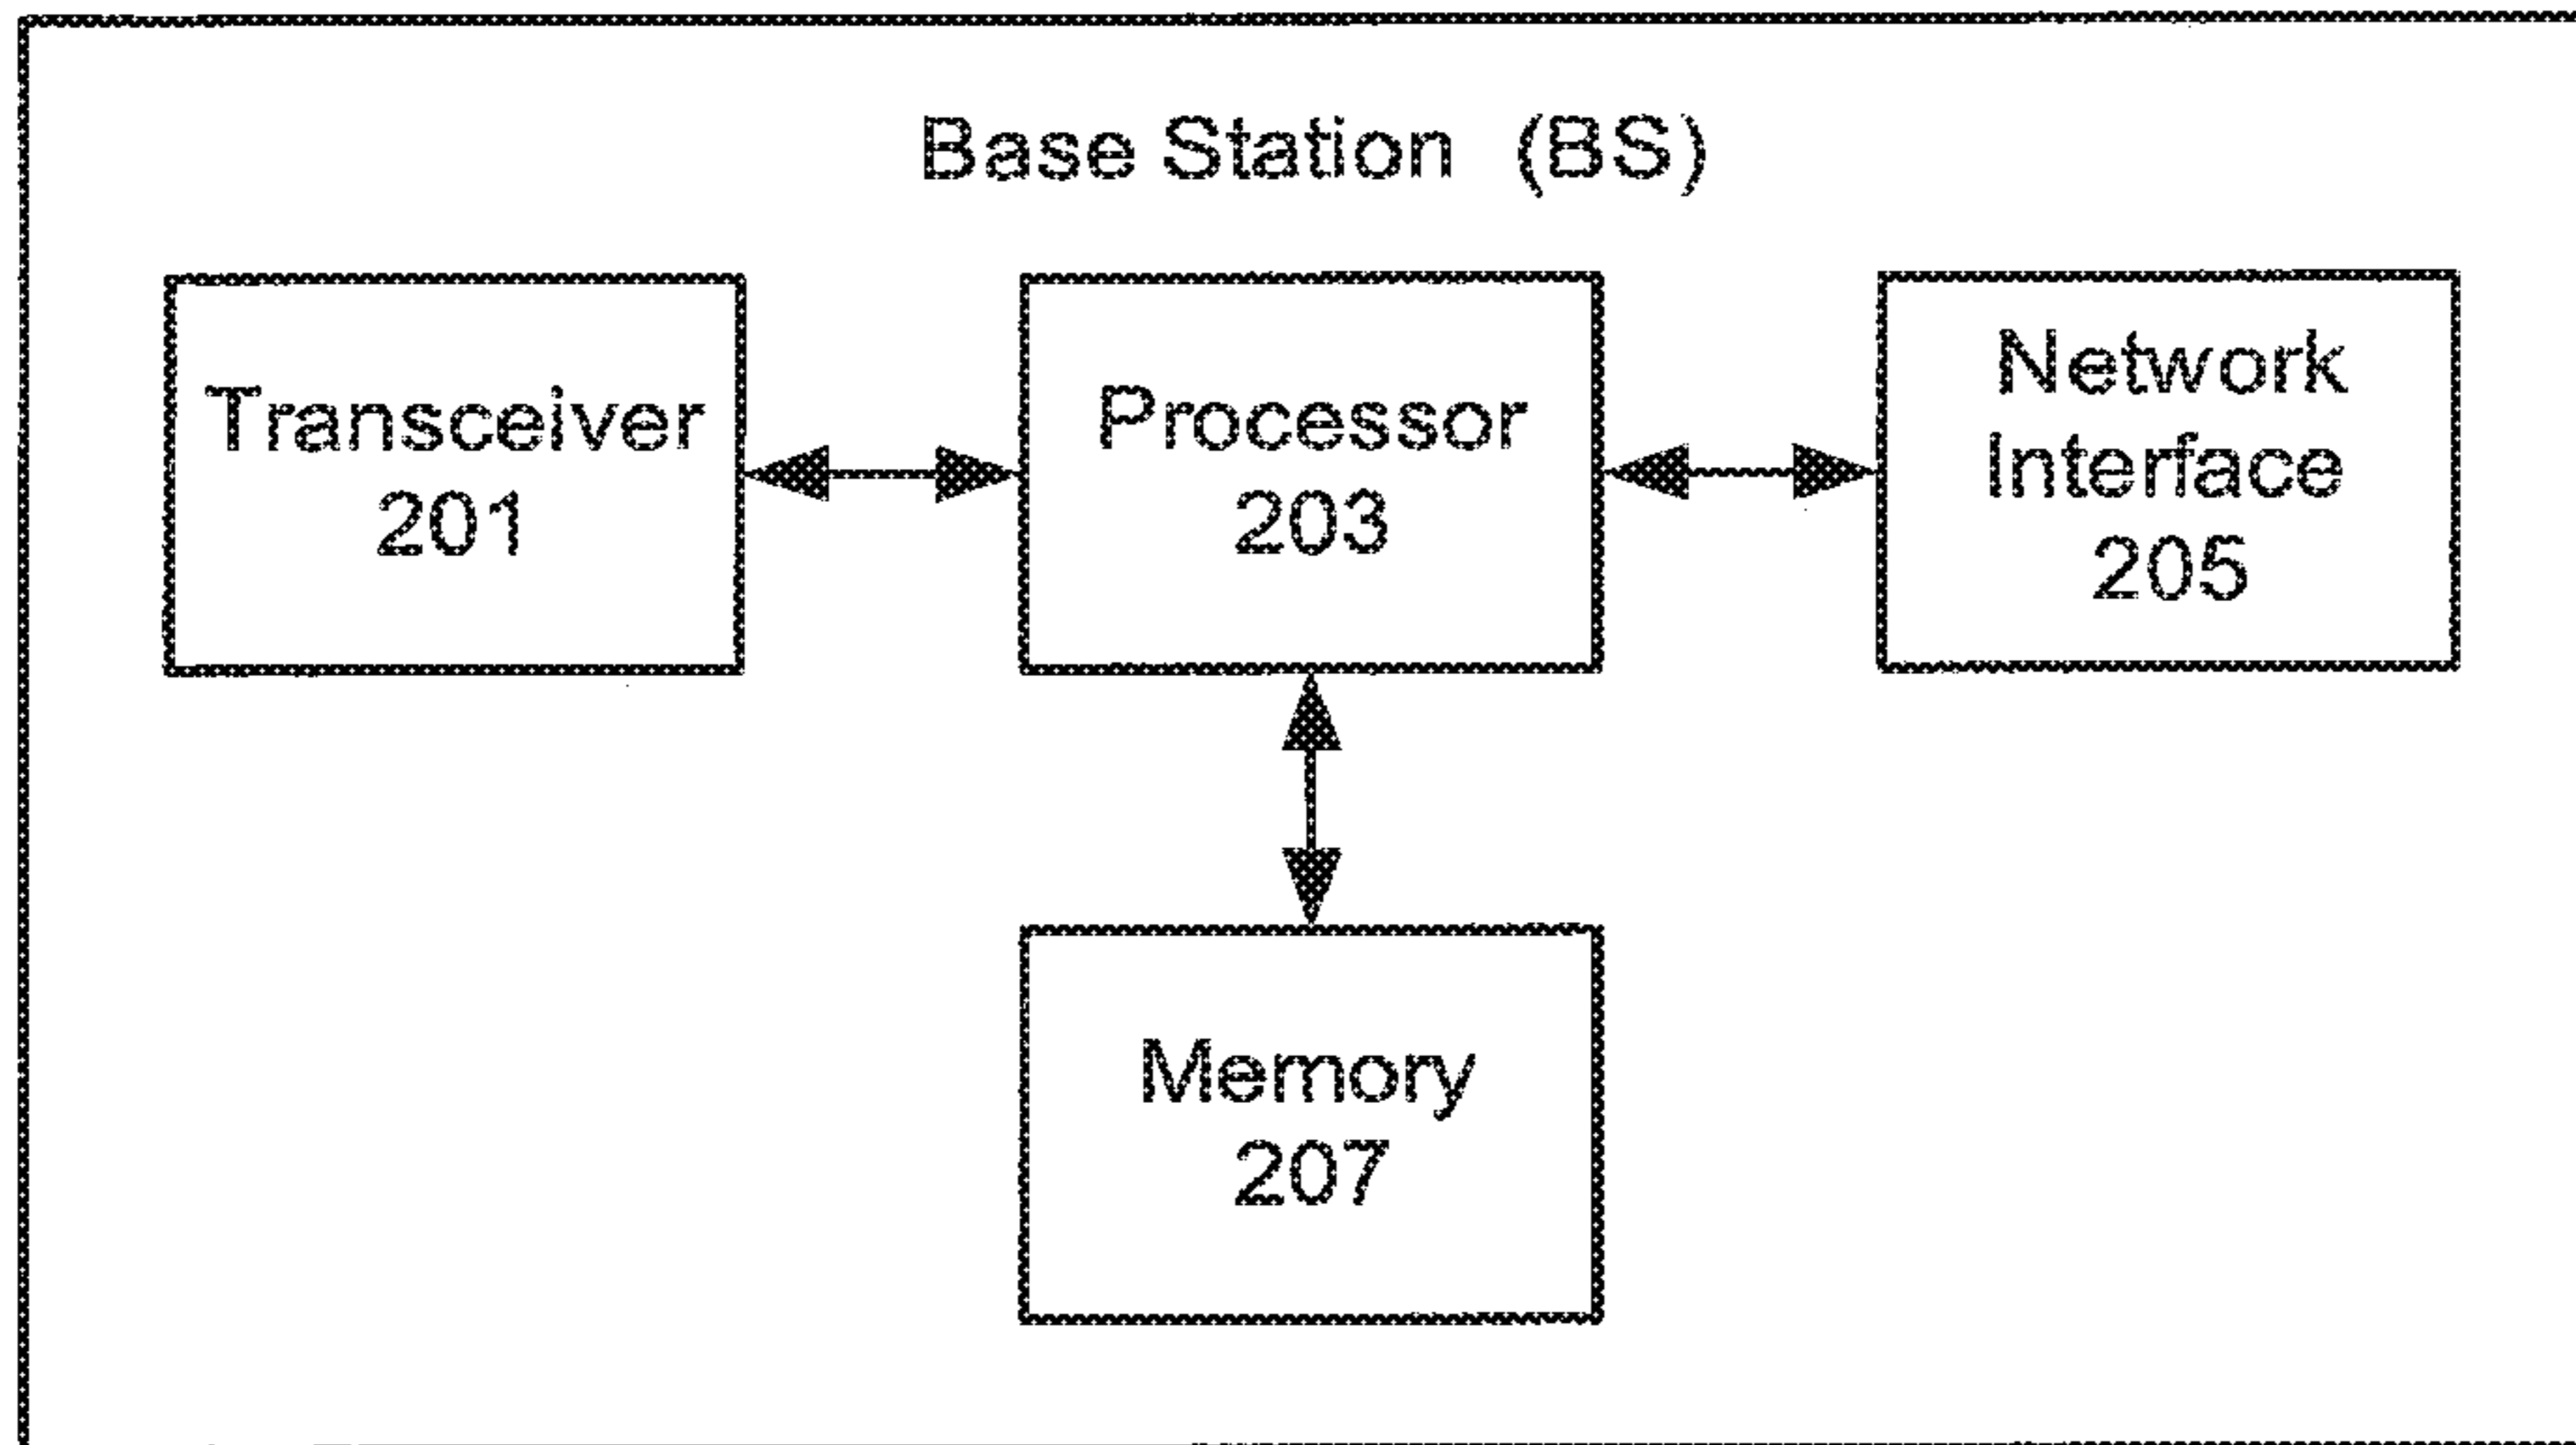 Base Station (BS)
Transceiver
201
Processor
203
Network
Interface
205
Memory
207